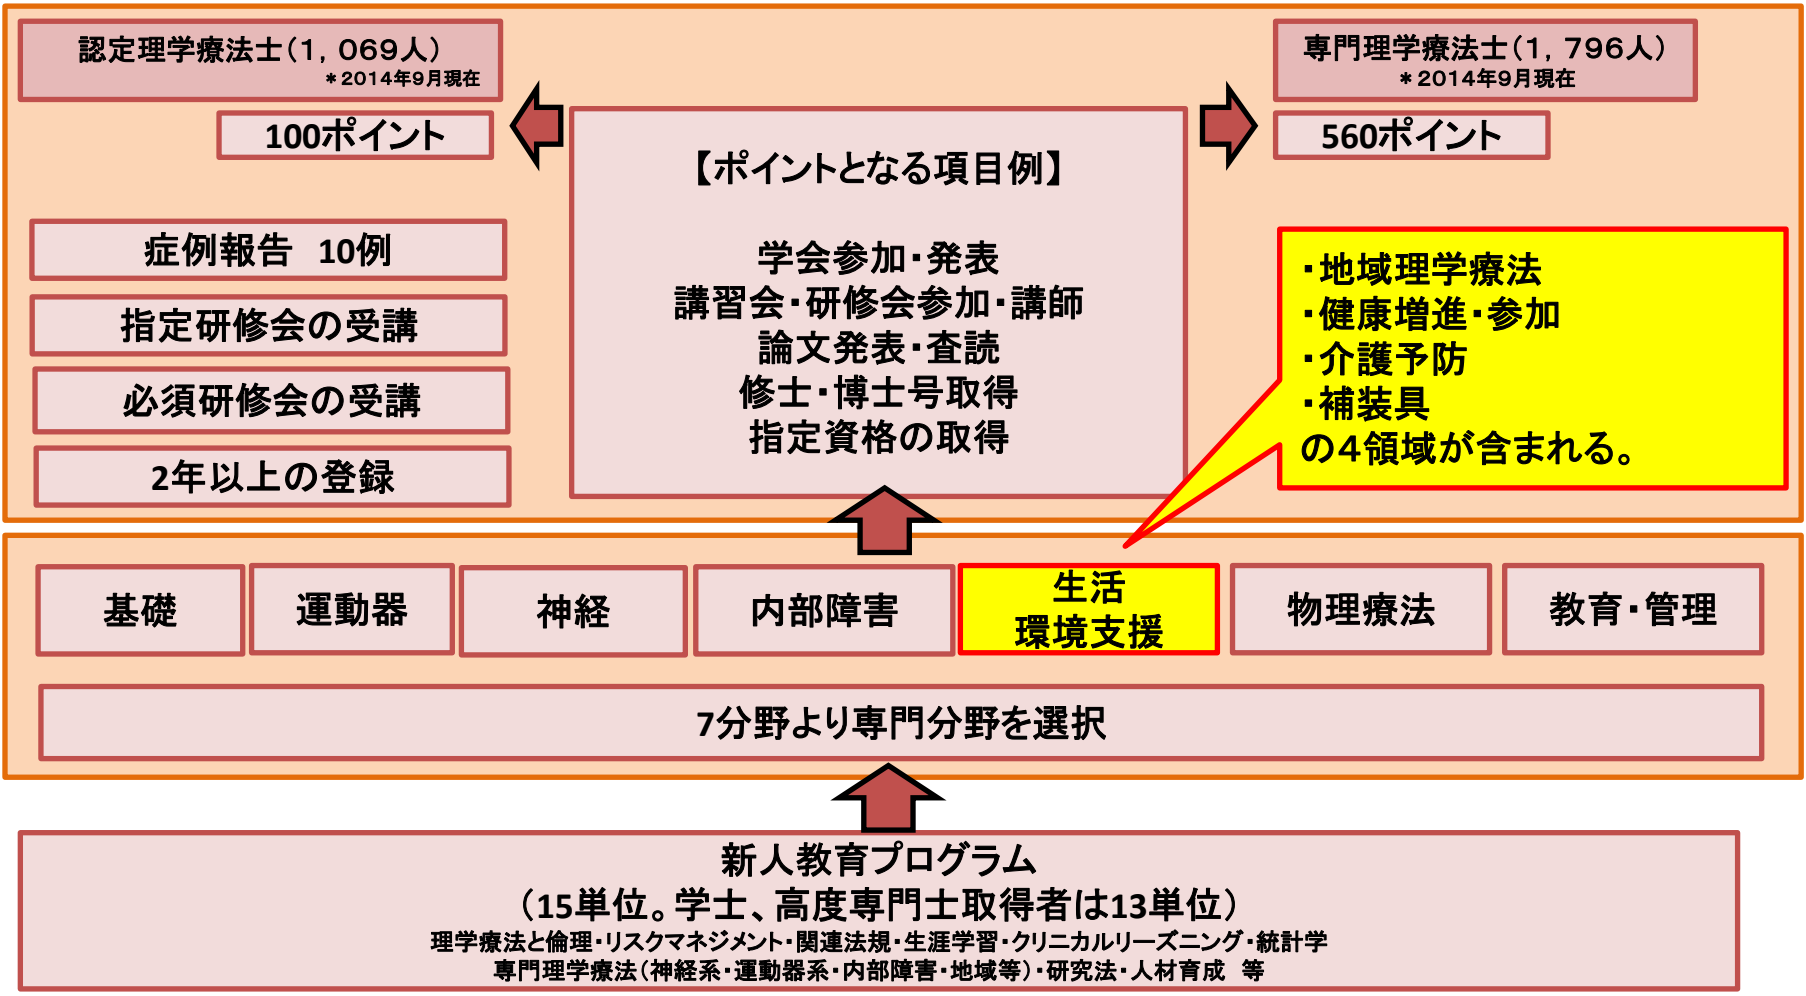 認定理学療法士（１，０６９人）
＊２０１４年９月現在
100ポイント
専門理学療法士（１，７９６人）
＊２０１４年９月現在
560ポイント
【ポイントとなる項目例】
学会参加・発表
講習会・研修会参加・講師
論文発表・査読
修士・博士号取得
指定資格の取得
症例報告　10例
指定研修会の受講
必須研修会の受講
2年以上の登録
・地域理学療法
・健康増進・参加
・介護予防
・補装具
の４領域が含まれる。
基礎
運動器
神経
内部障害
生活
環境支援
物理療法
教育・管理
7分野より専門分野を選択
新人教育プログラム
（15単位。学士、高度専門士取得者は13単位）
理学療法と倫理・リスクマネジメント・関連法規・生涯学習・クリニカルリーズニング・統計学
専門理学療法（神経系・運動器系・内部障害・地域等）・研究法・人材育成　等